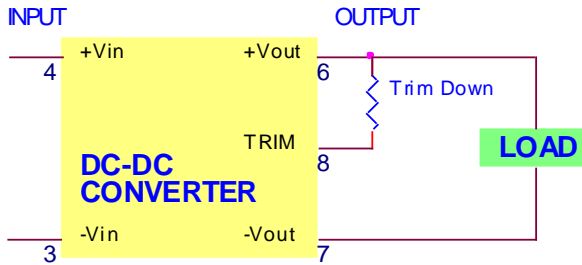 INPUT
OUTPUT
+Vin
+Vout
4
6
Trim Down
TRIM
8
LOAD
DC-DC
CONVERTER
-Vin
-Vout
3
7